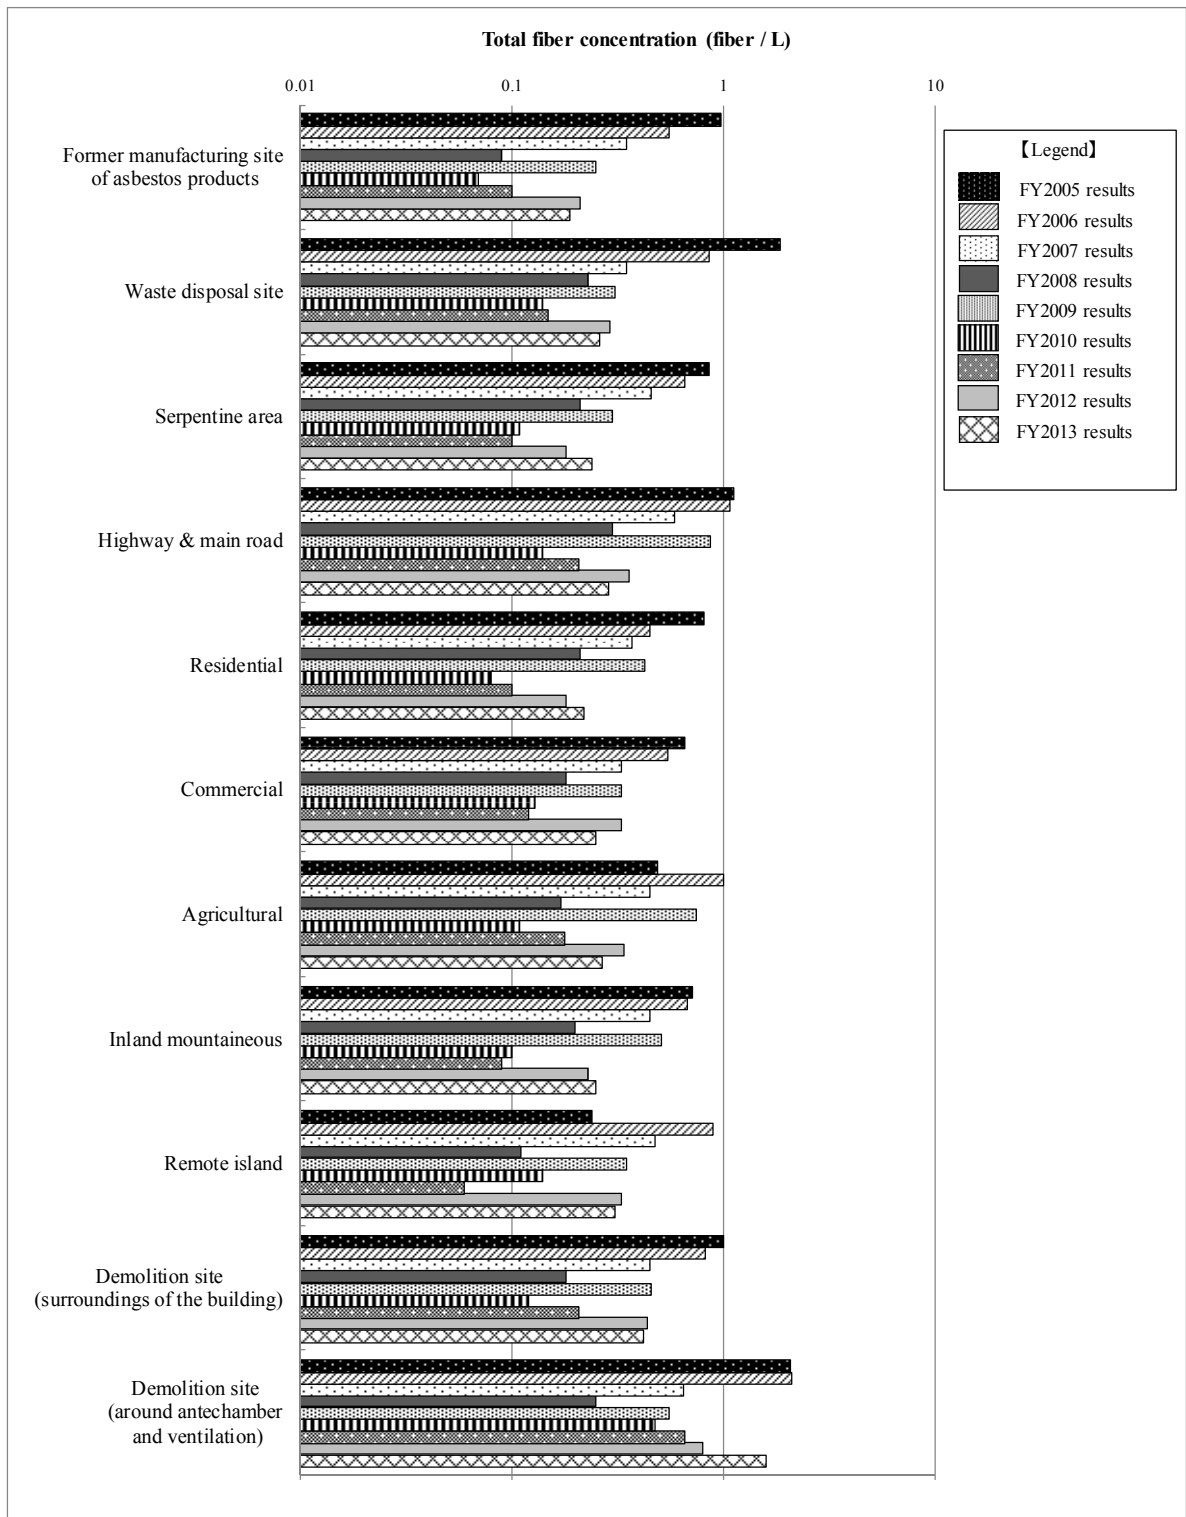 Total fiber concentration (fiber / L)
0.01 0.1 1 10
Former manufacturing site
of asbestos products
Waste disposal site
Serpentine area
Highway & main road
Residential
Commercial
Agricultural
Inland mountaineous
Remote island
Demolition site
(surroundings of the building)
Demolition site
(around antechamber
and ventilation)
【Legend】
FY2005 results
FY2006 results
FY2007 results
FY2008 results
FY2009 results
FY2010 results
FY2011 results
FY2012 results
FY2013 results